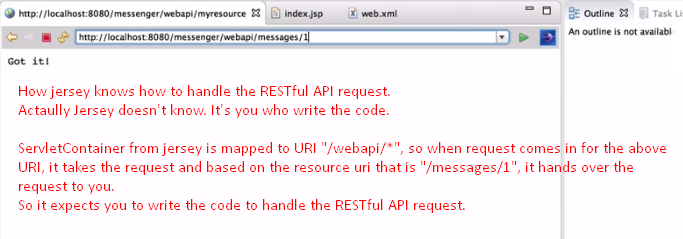 http://localhost:8080/messenger/webapi/myresource index.jsp web.xml Outline Task Lis
http://localhost:8080/messenger/webapi/messages/1 An outline is not available
Got it!
How jersey knows how to handle the RESTful API request.
Actaully Jersey doesn't know. It's you who write the code.
ServletContainer from jersey is mapped to URI "/webapi/*", so when request comes in for the above
URI, it takes the request and based on the resource uri that is "/messages/1", it hands over the
request to you.
So it expects you to write the code to handle the RESTful API request.